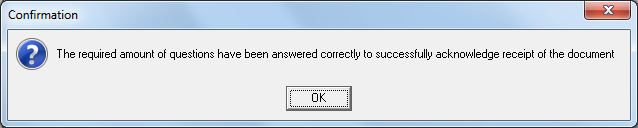 Confirmation
The required amount of questions have been answered correctly to successfully acknowledge receipt of the document
OK